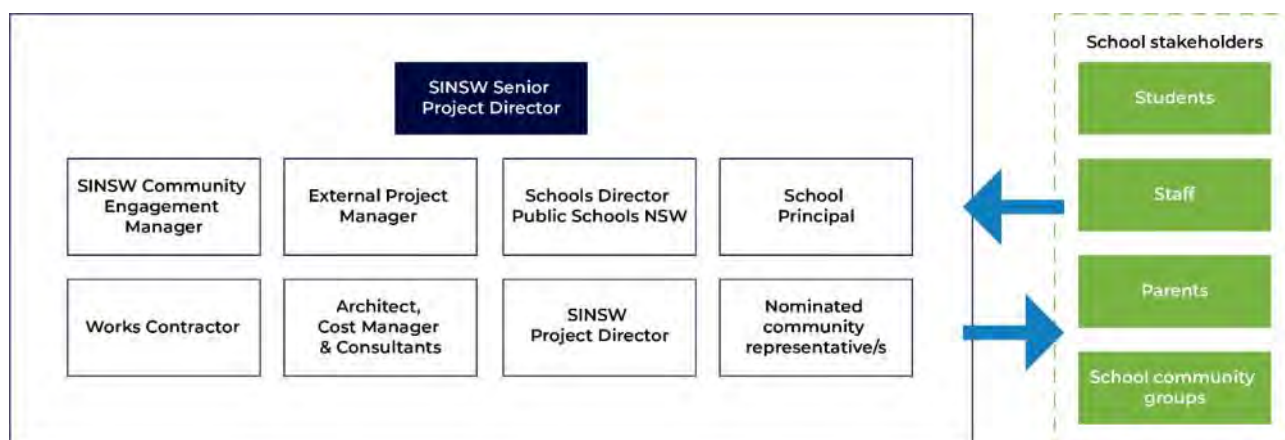 School stakeholders
SINSW Senior
Project Director
Students
SINSW Community
Engagement
Manager
External Project
Manager
Schools Director
Public Schools NSW
School
Principal
Staff
Works Contractor
Architect,
Cost Manager
& Consultants
SINSW
Project Director
Nominated
community
representative/s
Parents
School community
groups